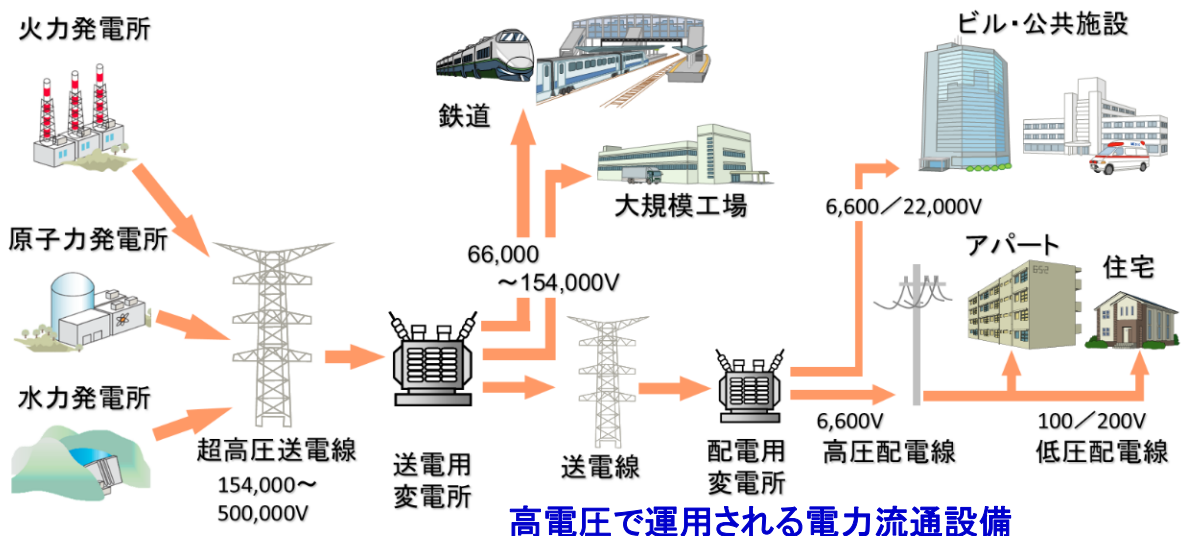 火力発電所
鉄道
ビル・公共施設
大規模工場
6,600／22,000V
原子力発電所
66,000
～154,000V
アパート
住宅
水力発電所
超高圧送電線
154,000～
500,000V
送電用
変電所
送電線
配電用
変電所
6,600V
高圧配電線
100／200V
低圧配電線
高電圧で運用される電力流通設備